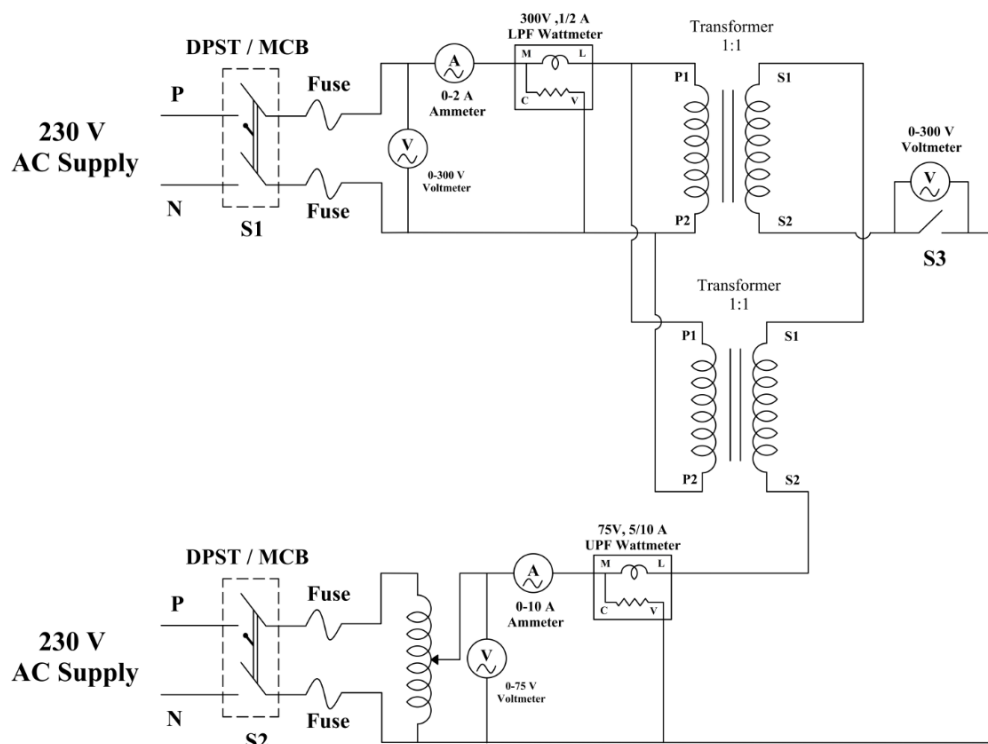 300V ,1/2 A
LPF Wattmeter
Transformer
1:1
DPST / MCB
Fuse
A
M
L
P1
S1
P
0-2 A
Ammeter
C
V
230 V
AC Supply
V
0-300 V
Voltmeter
0-300 V
Voltmeter
V
N
Fuse
S1
P2
S2
S3
Transformer
1:1
P1
S1
P2
S2
75V, 5/10 A
UPF Wattmeter
DPST / MCB
Fuse
A
M
L
P
0-10 A
Ammeter
C
V
230 V
AC Supply
V
0-75 V
Voltmeter
N
Fuse
S2